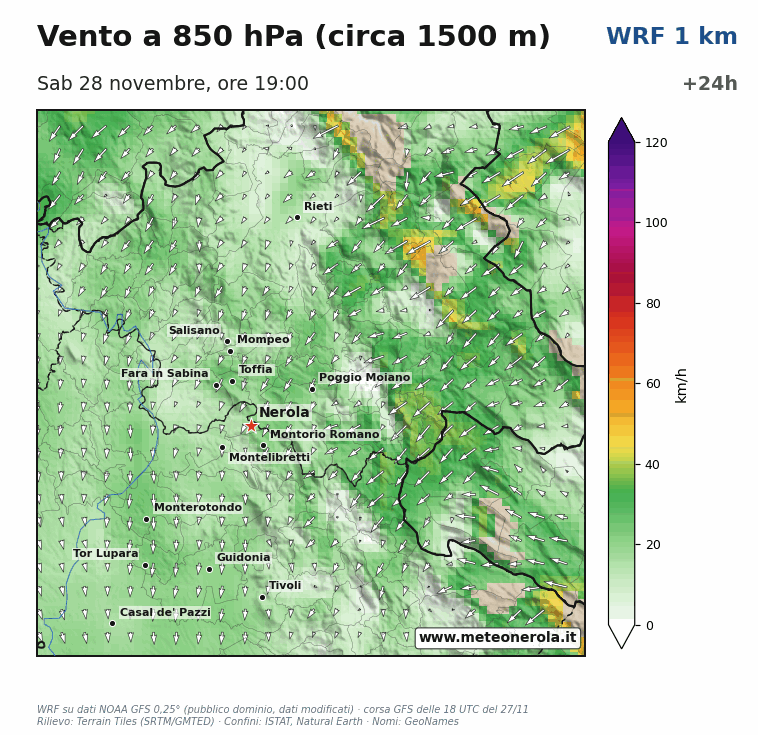 Vento a 850 hPa (circa 1500 m)
WRF 1 km
Sab 28 novembre, ore 19:00
+24h
Rieti
Salisano
Mompeo
Toffia
Fara in Sabina
Poggio Moiano
Nerola
Montorio Romano
Montelibretti
Monterotondo
Tor Lupara
Guidonia
Tivoli
Casal de' Pazzi
www.meteonerola.it
120
100
80
60
40
20
0
km/h
WRF su dati NOAA GFS 0,25° (pubblico dominio, dati modificati) · corsa GFS delle 18 UTC del 27/11
Rilievo: Terrain Tiles (SRTM/GMTED) · Confini: ISTAT, Natural Earth · Nomi: GeoNames